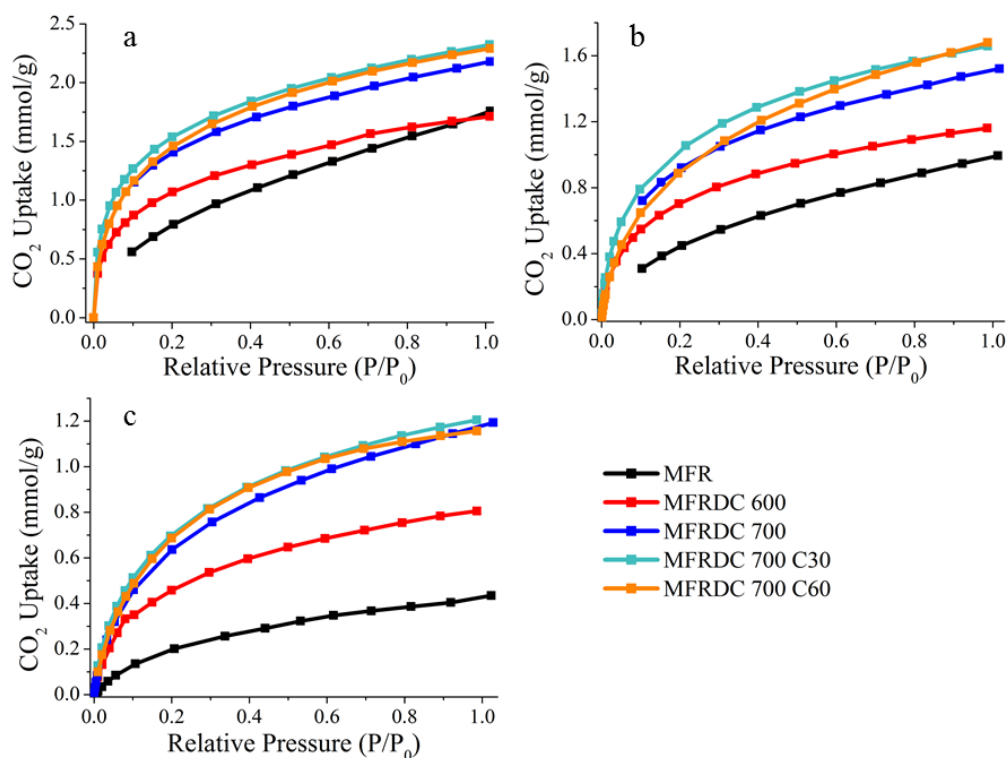 a
CO₂ Uptake (mmol/g)
2.5
2.0
1.5
1.0
0.5
0.0
0.0 0.2 0.4 0.6 0.8 1.0
Relative Pressure (P/P₀)
b
CO₂ Uptake (mmol/g)
1.6
1.2
0.8
0.4
0.0
0.0 0.2 0.4 0.6 0.8 1.0
Relative Pressure (P/P₀)
c
CO₂ Uptake (mmol/g)
1.2
1.0
0.8
0.6
0.4
0.2
0.0
0.0 0.2 0.4 0.6 0.8 1.0
Relative Pressure (P/P₀)
MFR
MFRDC 600
MFRDC 700
MFRDC 700 C30
MFRDC 700 C60